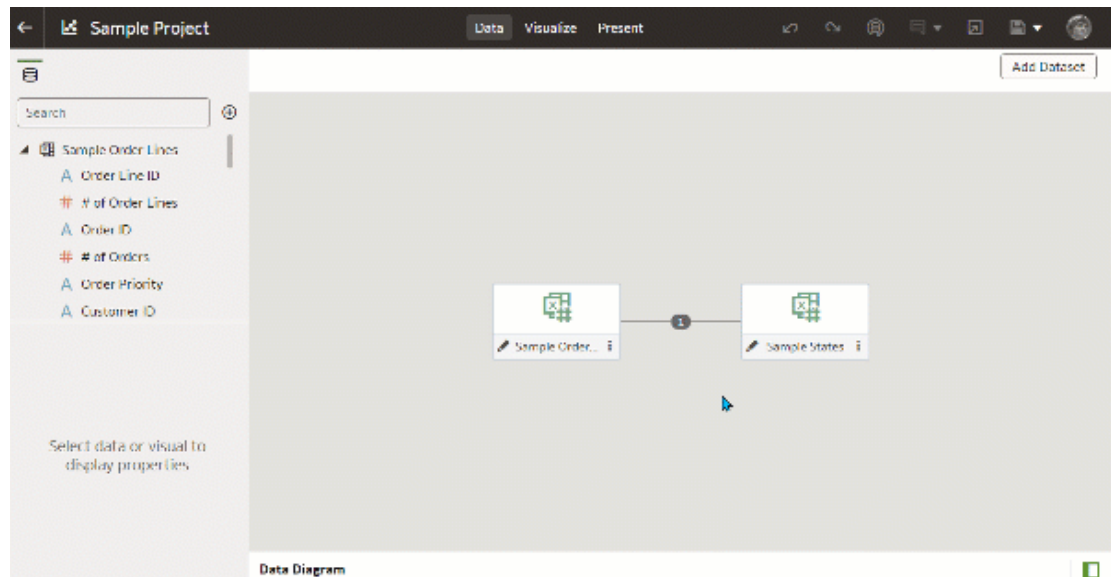 Sample Project
Data Visualize Present
Add Dataset
Search
Sample Order Lines
A Order Line ID
# # of Order Lines
A Order ID
# # of Orders
A Order Priority
A Customer ID
1
Sample Order...
Sample States
Select data or visual to
display properties
Data Diagram